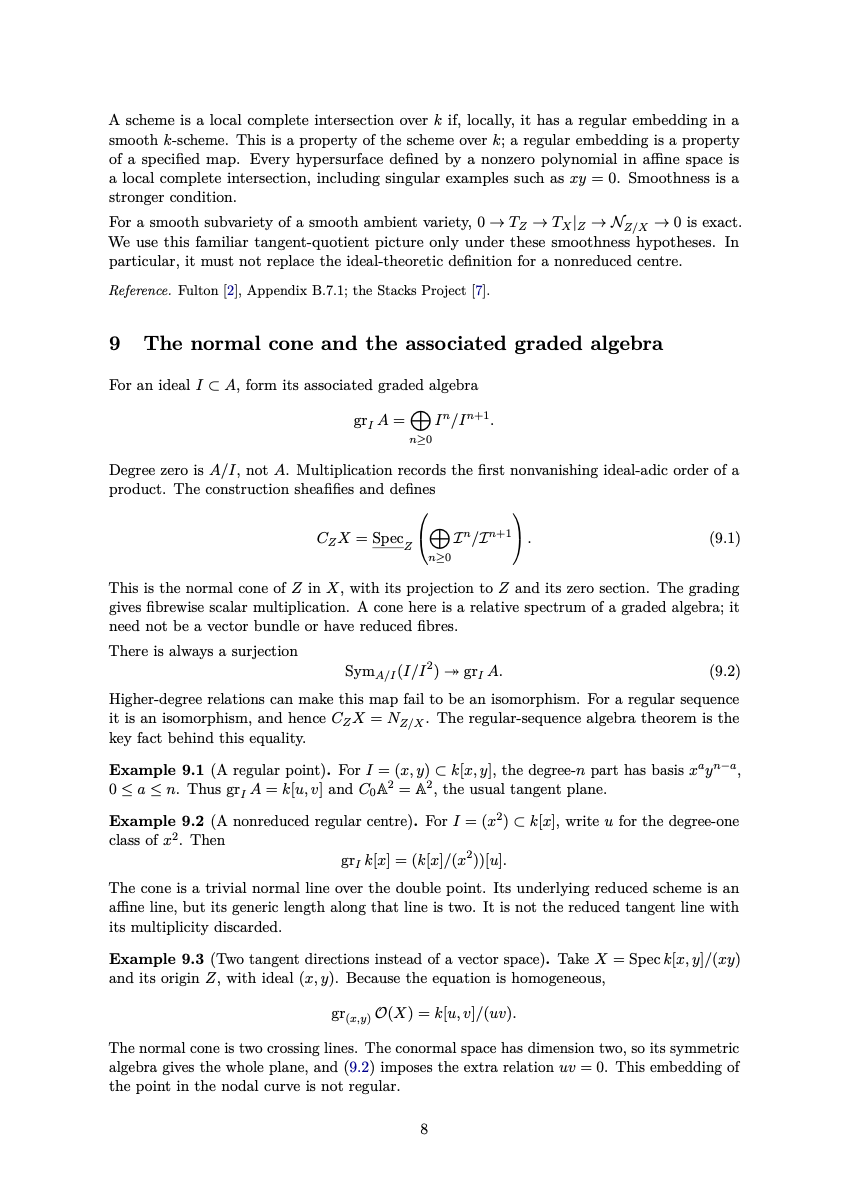 A scheme is a local complete intersection over k if, locally, it has a regular embedding in a
smooth k-scheme. This is a property of the scheme over k; a regular embedding is a property
of a specified map. Every hypersurface defined by a nonzero polynomial in affine space is
a local complete intersection, including singular examples such as xy = 0. Smoothness is a
stronger condition.
For a smooth subvariety of a smooth ambient variety, 0 → T_Z → T_X|_Z → 𝒩_{Z/X} → 0 is exact.
We use this familiar tangent-quotient picture only under these smoothness hypotheses. In
particular, it must not replace the ideal-theoretic definition for a nonreduced centre.
Reference. Fulton [2], Appendix B.7.1; the Stacks Project [7].
9 The normal cone and the associated graded algebra
For an ideal I ⊂ A, form its associated graded algebra
gr_I A = ⨁_{n≥0} I^n/I^{n+1}.
Degree zero is A/I, not A. Multiplication records the first nonvanishing ideal-adic order of a
product. The construction sheafifies and defines
C_Z X = Spec_Z (⨁_{n≥0} ℐ^n/ℐ^{n+1}). (9.1)
This is the normal cone of Z in X, with its projection to Z and its zero section. The grading
gives fibrewise scalar multiplication. A cone here is a relative spectrum of a graded algebra; it
need not be a vector bundle or have reduced fibres.
There is always a surjection
Sym_{A/I}(I/I^2) ↠ gr_I A. (9.2)
Higher-degree relations can make this map fail to be an isomorphism. For a regular sequence
it is an isomorphism, and hence C_Z X = N_{Z/X}. The regular-sequence algebra theorem is the
key fact behind this equality.
Example 9.1 (A regular point). For I = (x, y) ⊂ k[x, y], the degree-n part has basis x^a y^{n−a},
0 ≤ a ≤ n. Thus gr_I A = k[u, v] and C_0 𝔸^2 = 𝔸^2, the usual tangent plane.
Example 9.2 (A nonreduced regular centre). For I = (x^2) ⊂ k[x], write u for the degree-one
class of x^2. Then
gr_I k[x] = (k[x]/(x^2))[u].
The cone is a trivial normal line over the double point. Its underlying reduced scheme is an
affine line, but its generic length along that line is two. It is not the reduced tangent line with
its multiplicity discarded.
Example 9.3 (Two tangent directions instead of a vector space). Take X = Spec k[x, y]/(xy)
and its origin Z, with ideal (x, y). Because the equation is homogeneous,
gr_{(x,y)} 𝒪(X) = k[u, v]/(uv).
The normal cone is two crossing lines. The conormal space has dimension two, so its symmetric
algebra gives the whole plane, and (9.2) imposes the extra relation uv = 0. This embedding of
the point in the nodal curve is not regular.
8